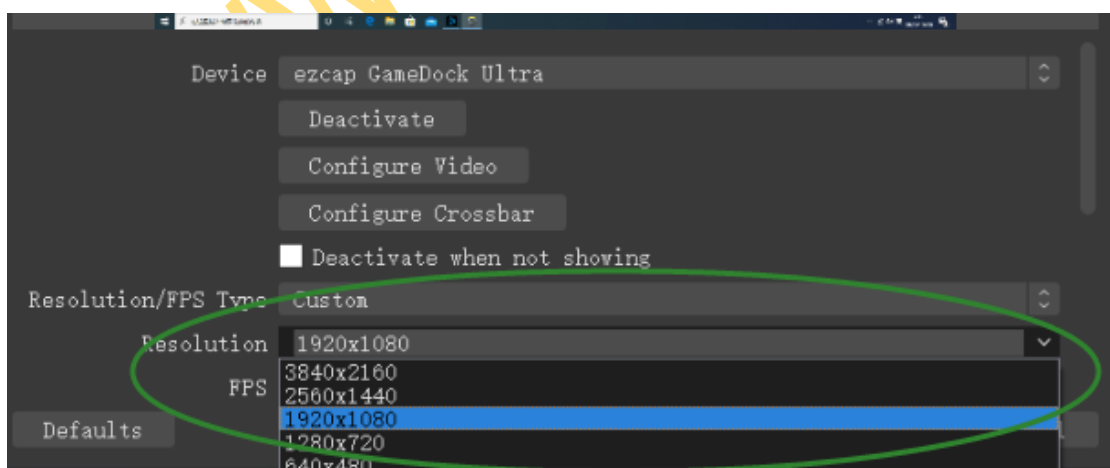 Device ezcap GameDock Ultra
Deactivate
Configure Video
Configure Crossbar
Deactivate when not showing
Resolution/FPS Type Custom
Resolution 1920x1080
3840x2160
FPS
2560x1440
1920x1080
Defaults
1280x720
640x480